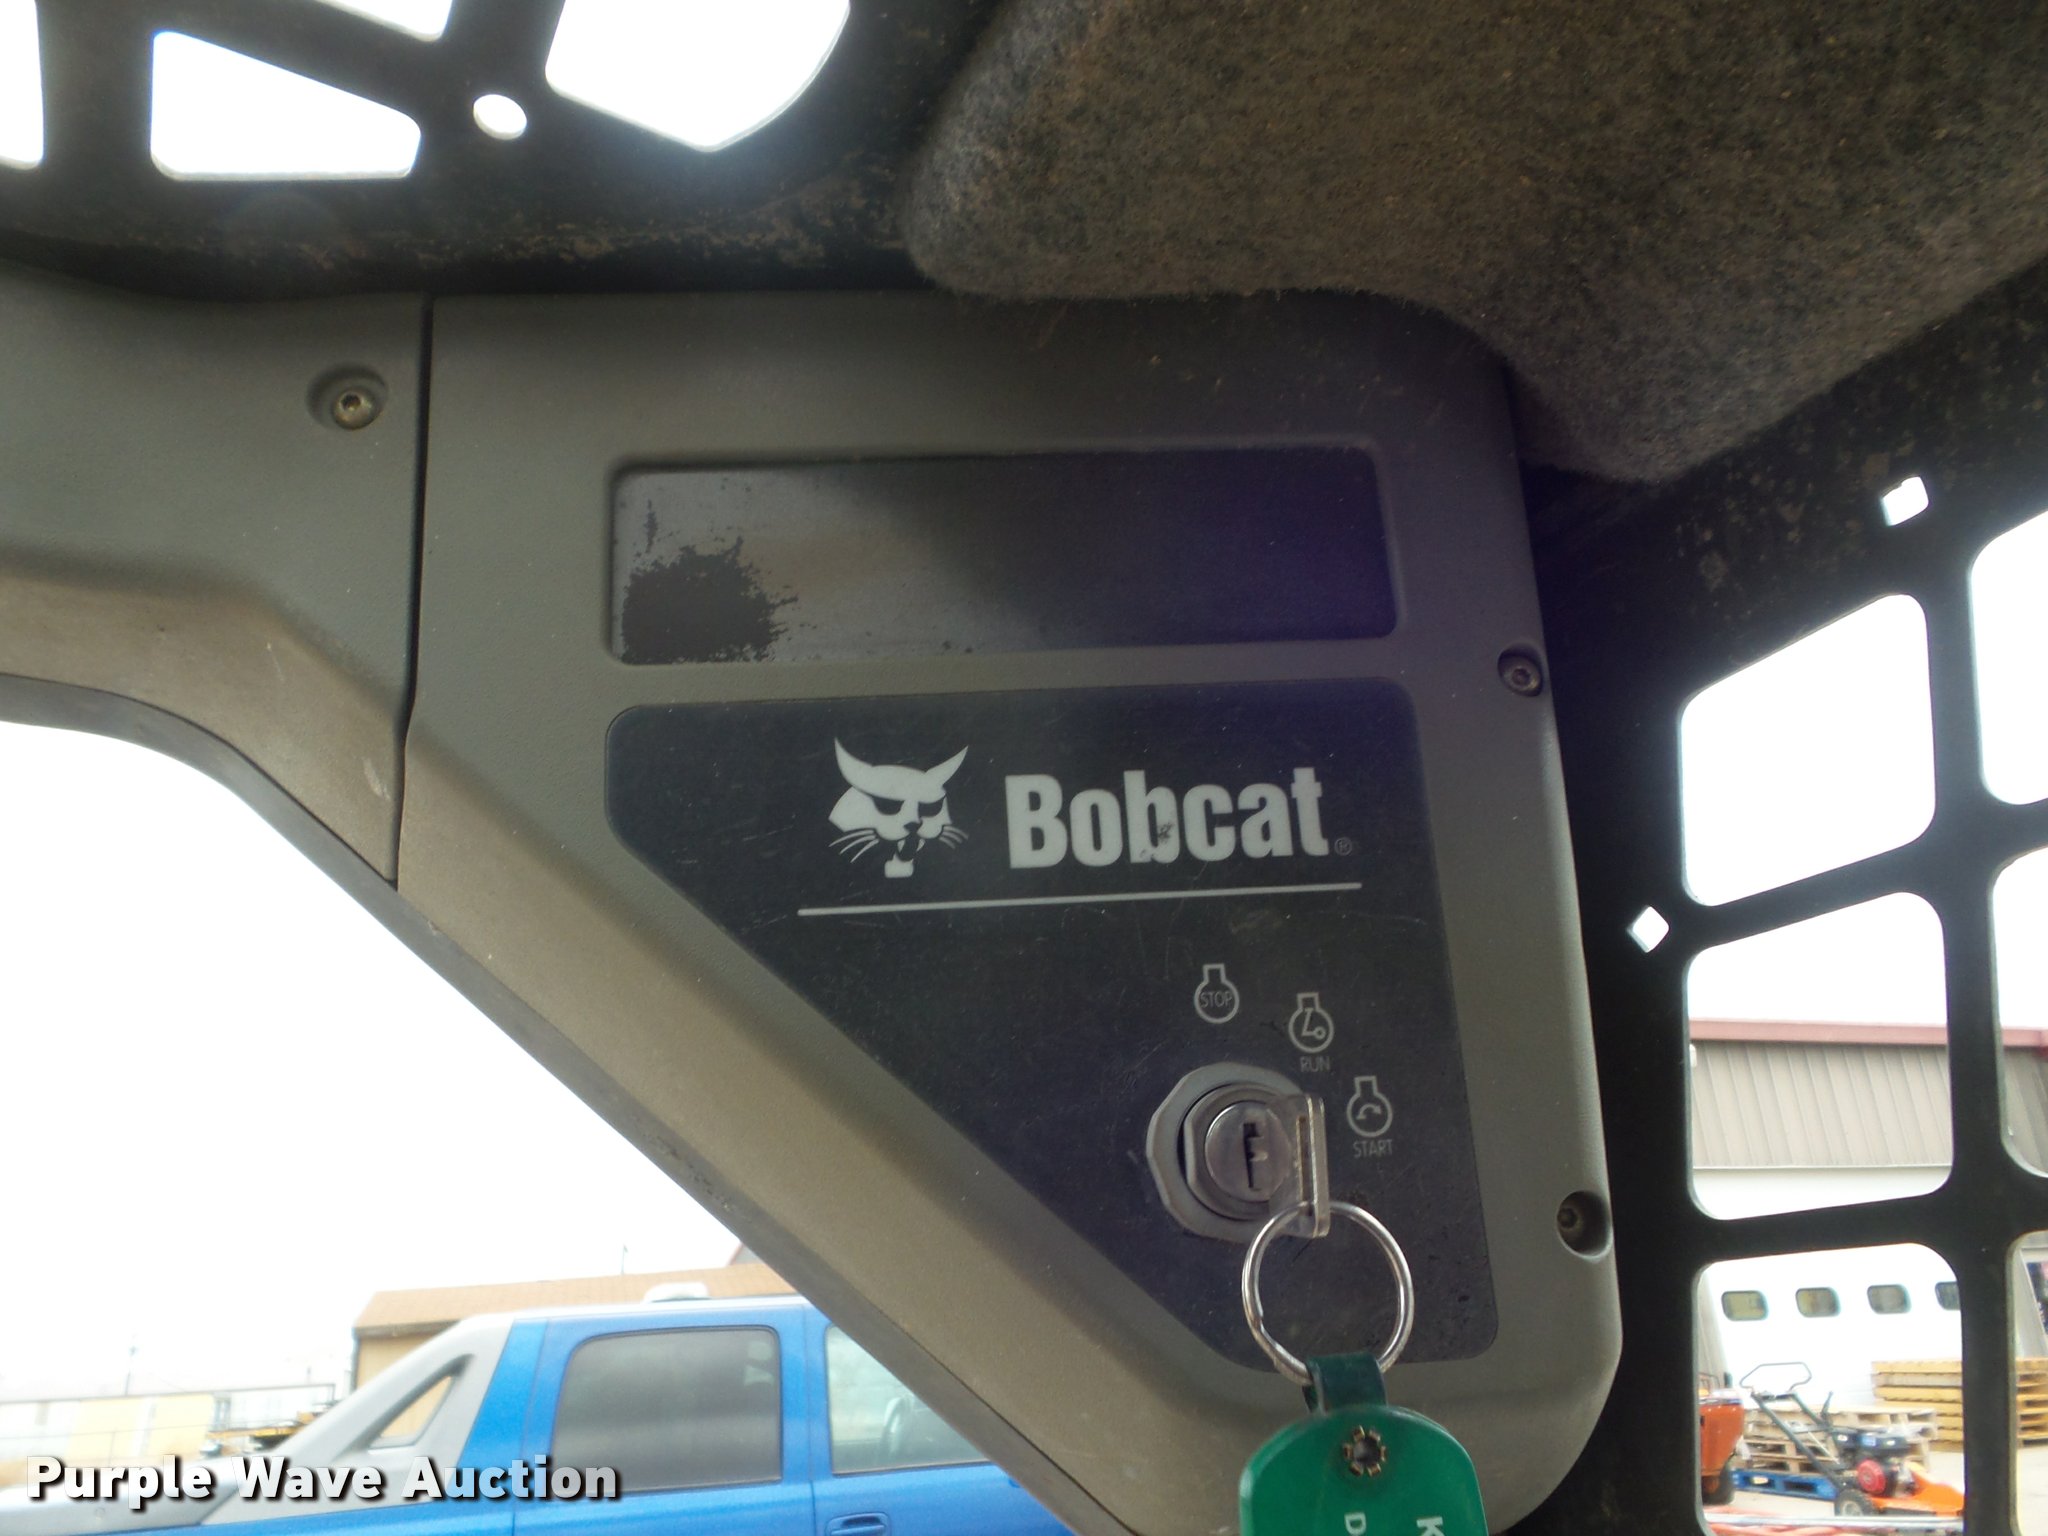 Bobcat®
STOP
RUN
START
K
D
Purple Wave Auction